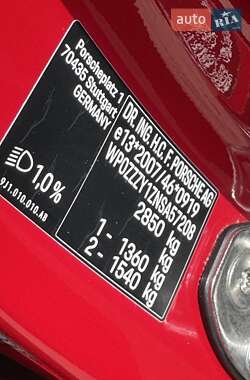 AUTO RIA
DR. ING. H.C. F. PORSCHE AG
Porscheplatz 1
70435 Stuttgart
GERMANY
e13*2007/46*0919
WP0ZZZY1ZNSA57208
2850 kg
1 - 1360 kg
2 - 1540 kg
1,0%
9J1.010.010.AB